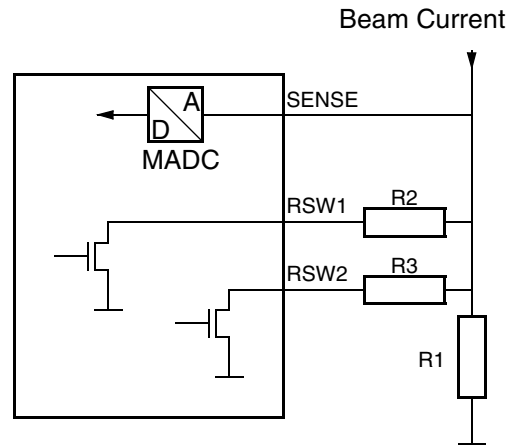 Beam Current
A
D
MADC
SENSE
RSW1
R2
RSW2
R3
R1